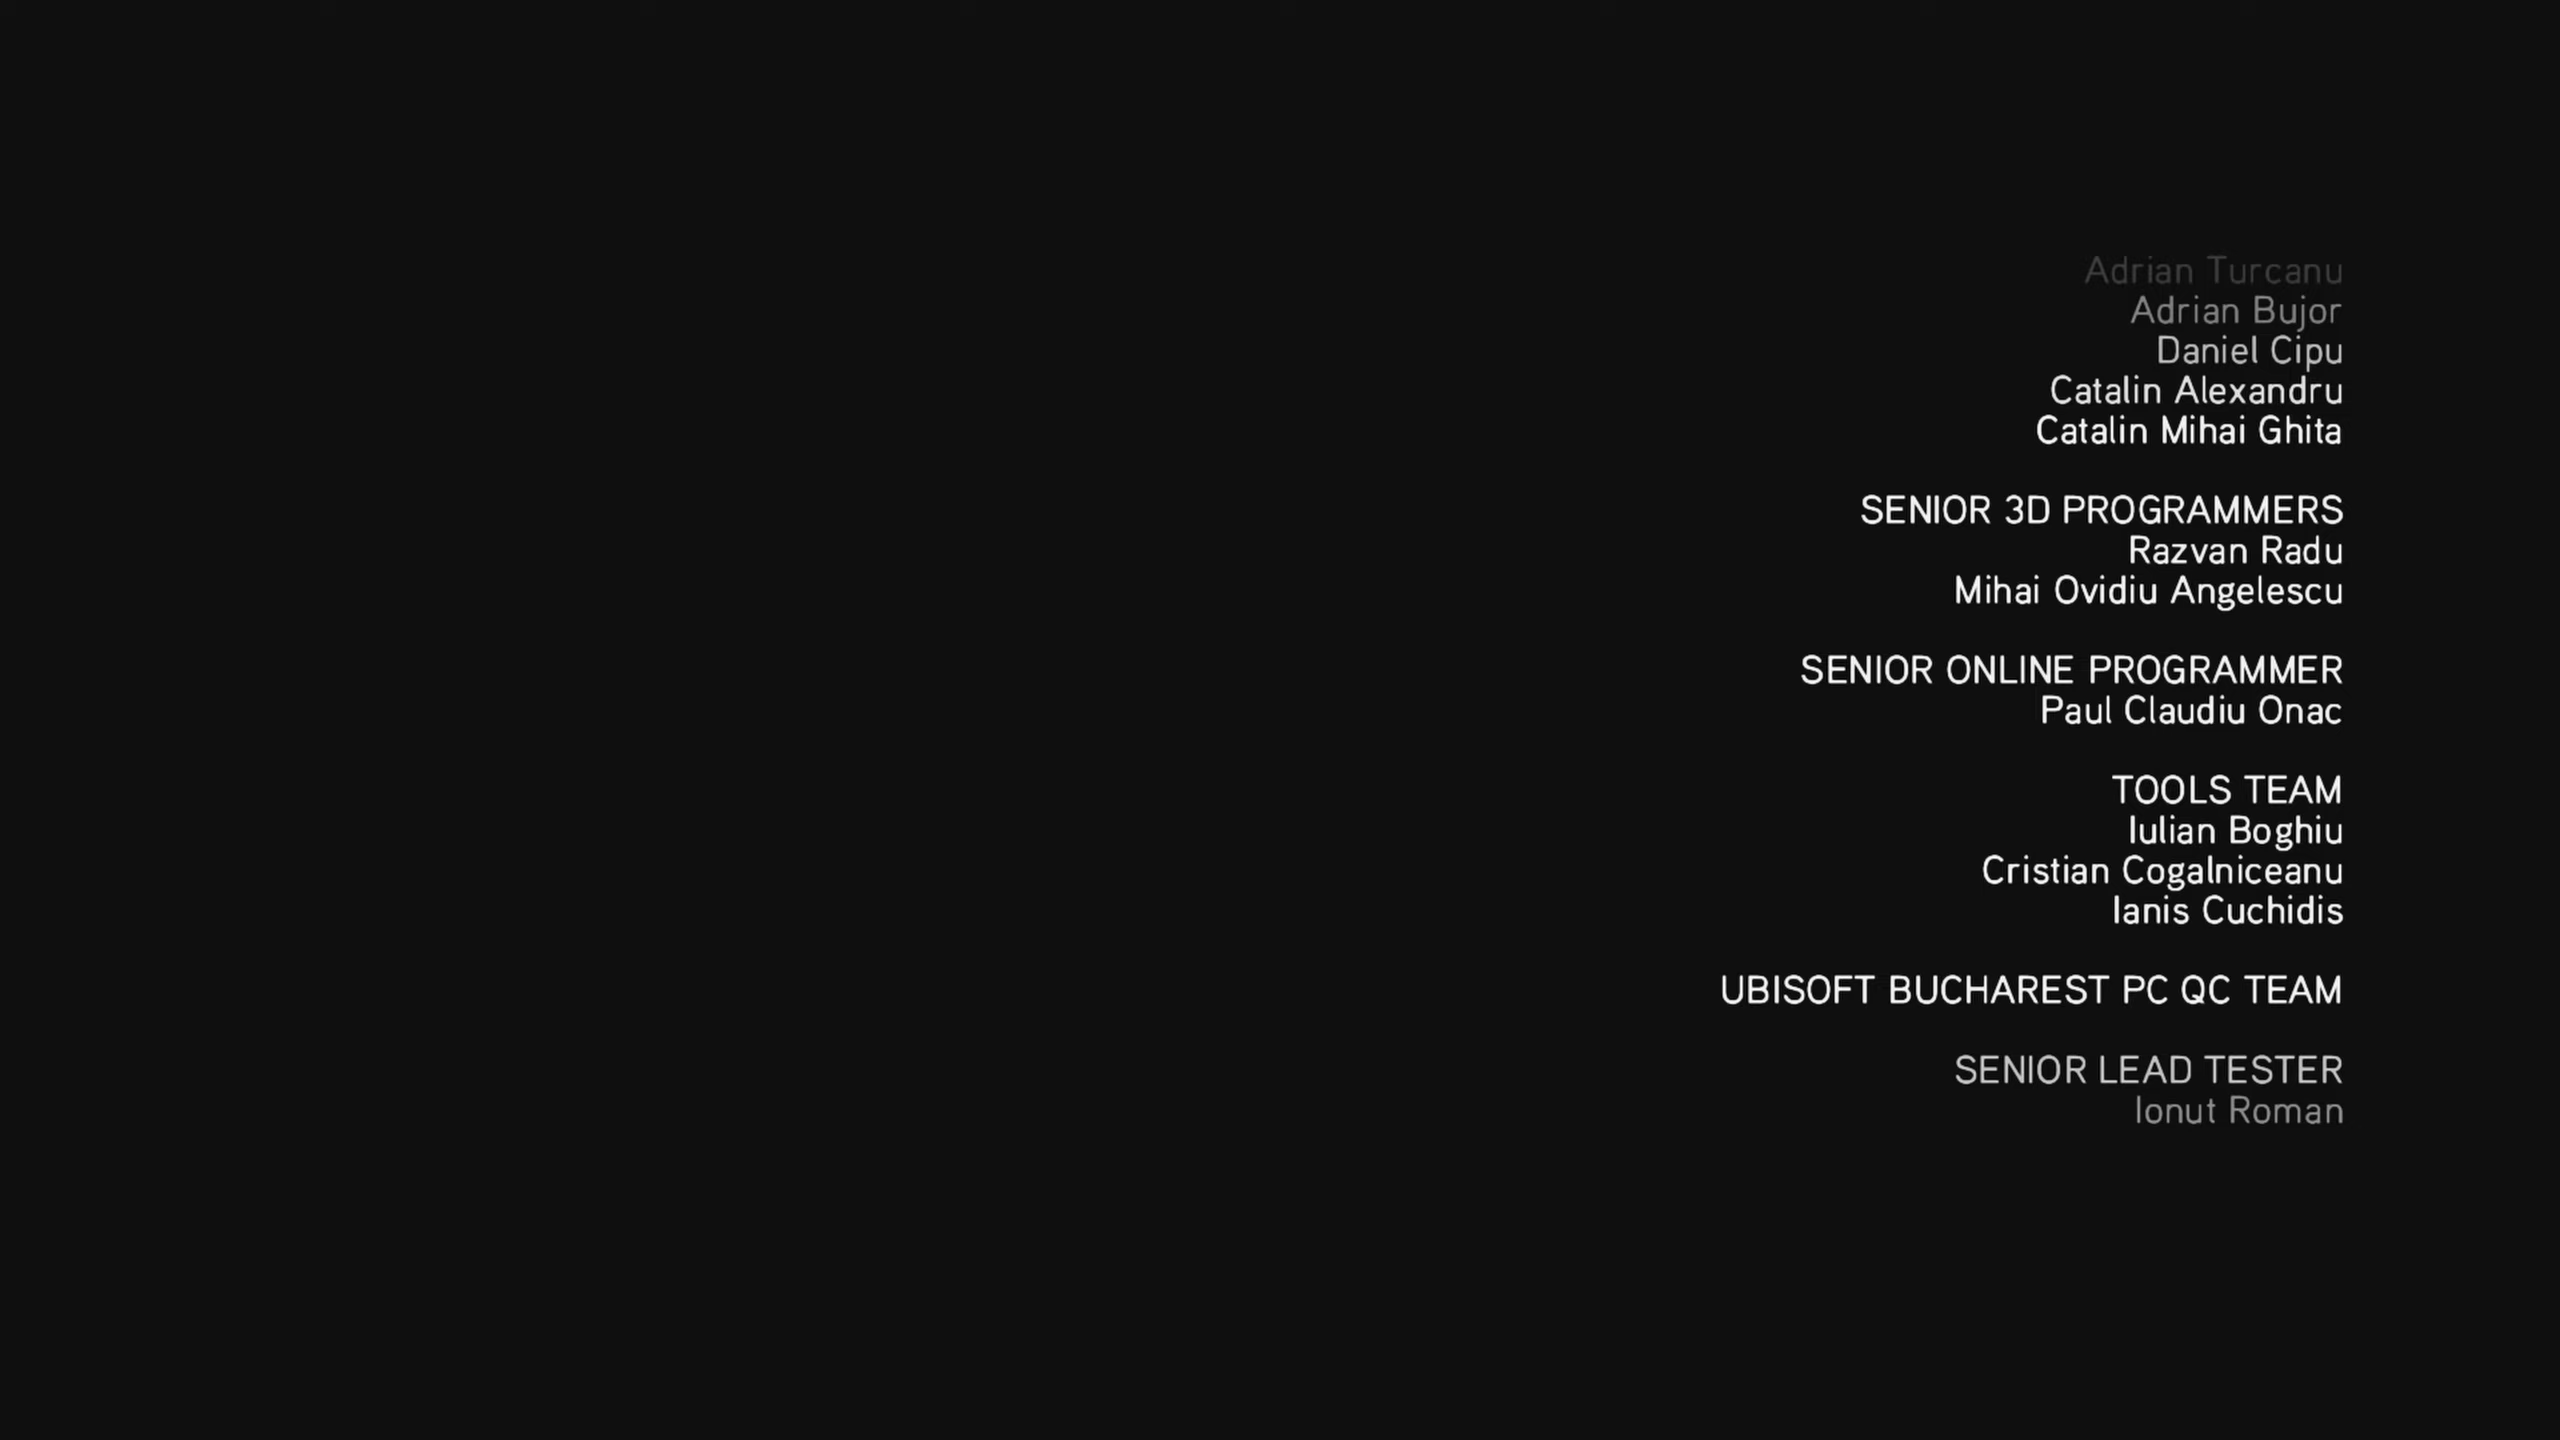 Adrian Turcanu
Adrian Bujor
Daniel Cipu
Catalin Alexandru
Catalin Mihai Ghita
SENIOR 3D PROGRAMMERS
Razvan Radu
Mihai Ovidiu Angelescu
SENIOR ONLINE PROGRAMMER
Paul Claudiu Onac
TOOLS TEAM
Iulian Boghiu
Cristian Cogalniceanu
Ianis Cuchidis
UBISOFT BUCHAREST PC QC TEAM
SENIOR LEAD TESTER
Ionut Roman